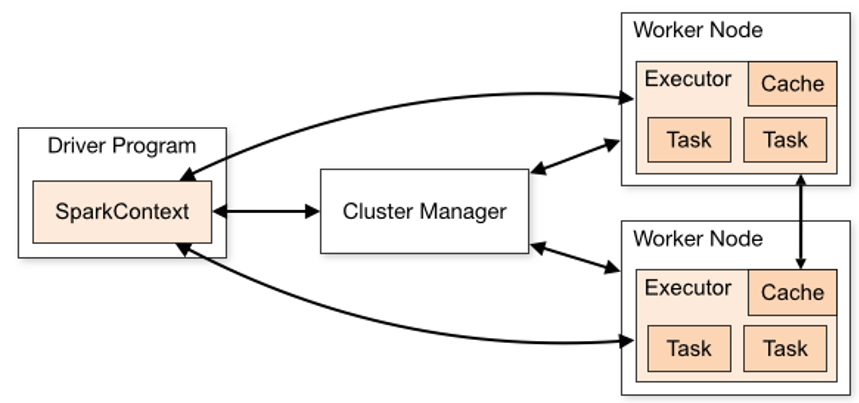 Driver Program
SparkContext
Cluster Manager
Worker Node
Executor
Cache
Task
Task
Worker Node
Executor
Cache
Task
Task